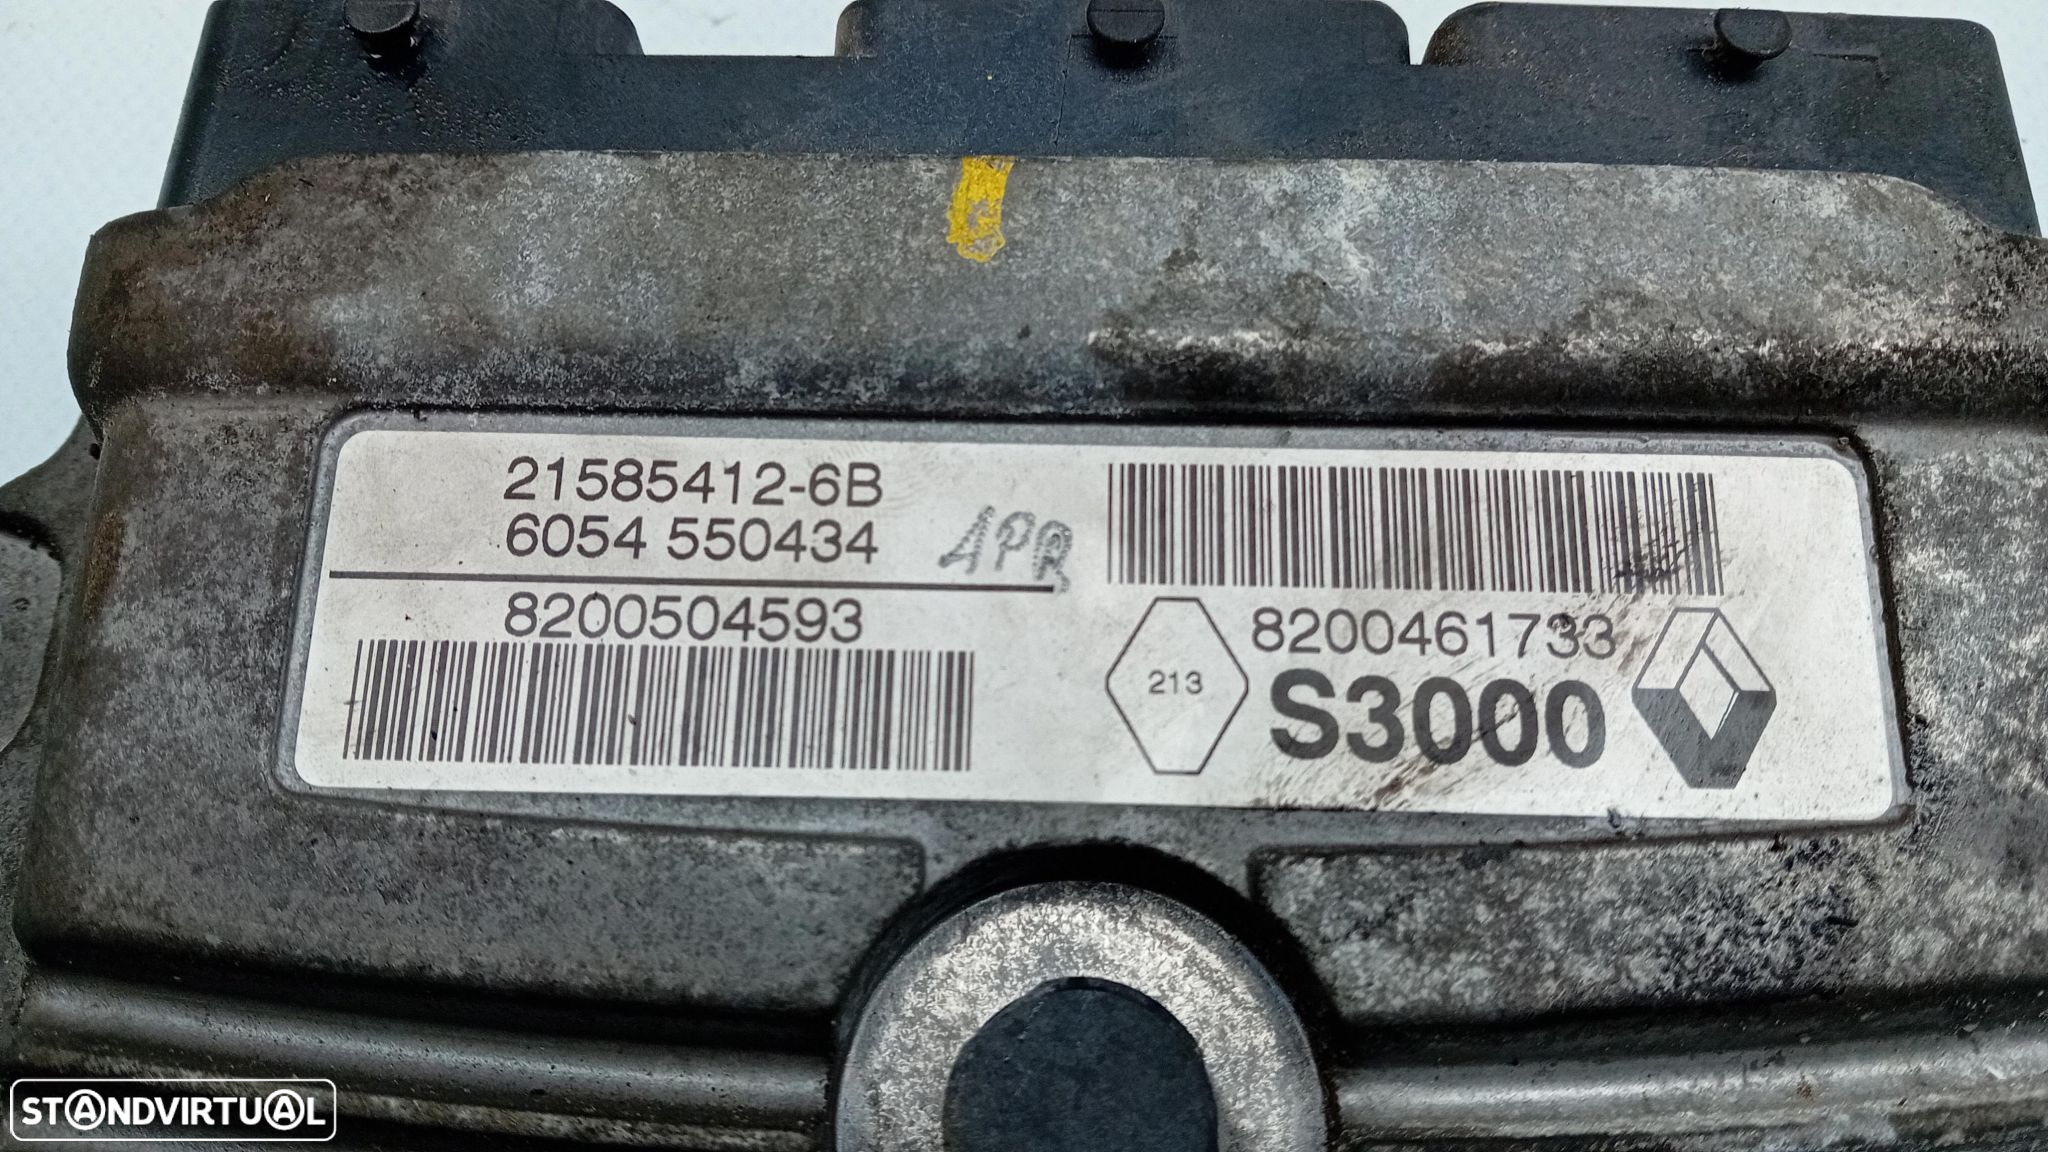 21585412-6B
6054 550434
APR
8200504593
8200461733
213
S3000
STANDVIRTUAL